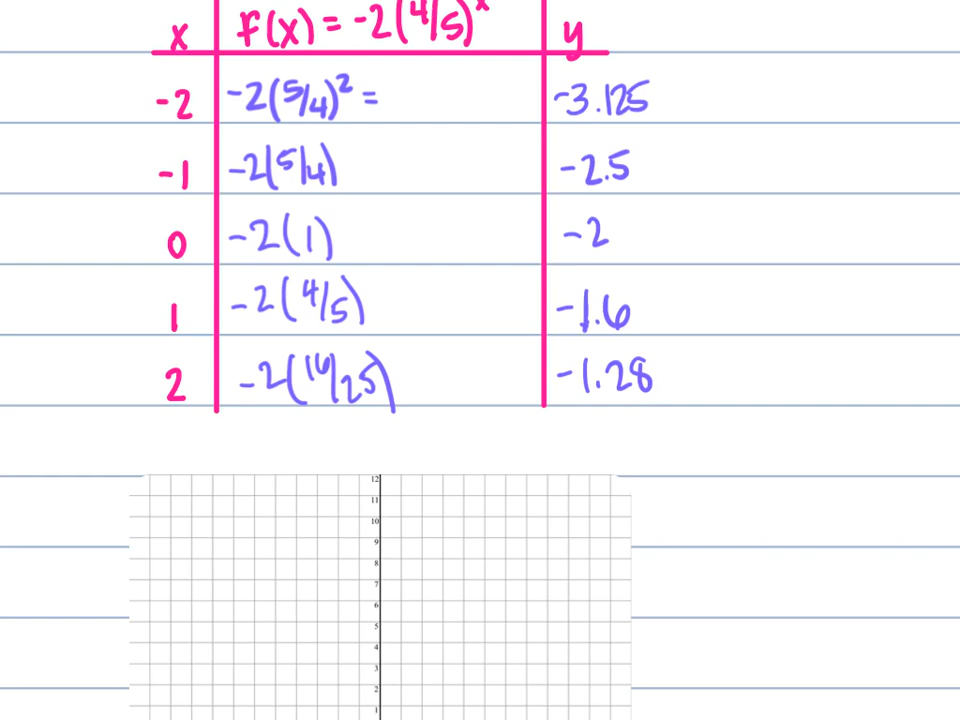 x F(x) = -2(4/5)^x y
-2 -2(5/4)² = -3.125
-1 -2(5/4) -2.5
0 -2(1) -2
1 -2(4/5) -1.6
2 -2(16/25) -1.28
12
11
10
9
8
7
6
5
4
3
2
1